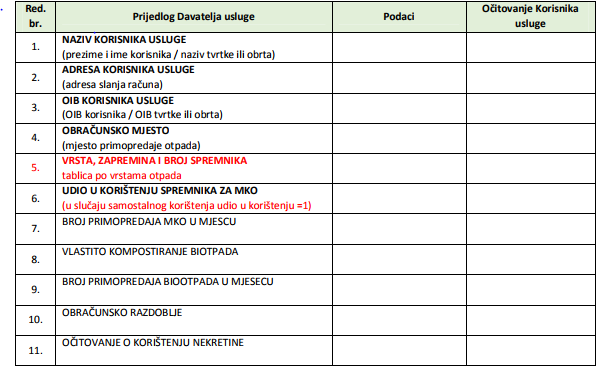 Red. br.
Prijedlog Davatelja usluge
Podaci
Očitovanje Korisnika usluge
1.
NAZIV KORISNIKA USLUGE
(prezime i ime korisnika / naziv tvrtke ili obrta)
2.
ADRESA KORISNIKA USLUGE
(adresa slanja računa)
3.
OIB KORISNIKA USLUGE
(OIB korisnika / OIB tvrtke ili obrta)
4.
OBRAČUNSKO MJESTO
(mjesto primopredaje otpada)
5.
VRSTA, ZAPREMINA I BROJ SPREMNIKA
tablica po vrstama otpada
6.
UDIO U KORIŠTENJU SPREMNIKA ZA MKO
(u slučaju samostalnog korištenja udio u korištenju =1)
7.
BROJ PRIMOPREDAJA MKO U MJESCU
8.
VLASTITO KOMPOSTIRANJE BIOTPADA
9.
BROJ PRIMOPREDAJA BIOOTPADA U MJESECU
10.
OBRAČUNSKO RAZDOBLJE
11.
OČITOVANJE O KORIŠTENJU NEKRETINE